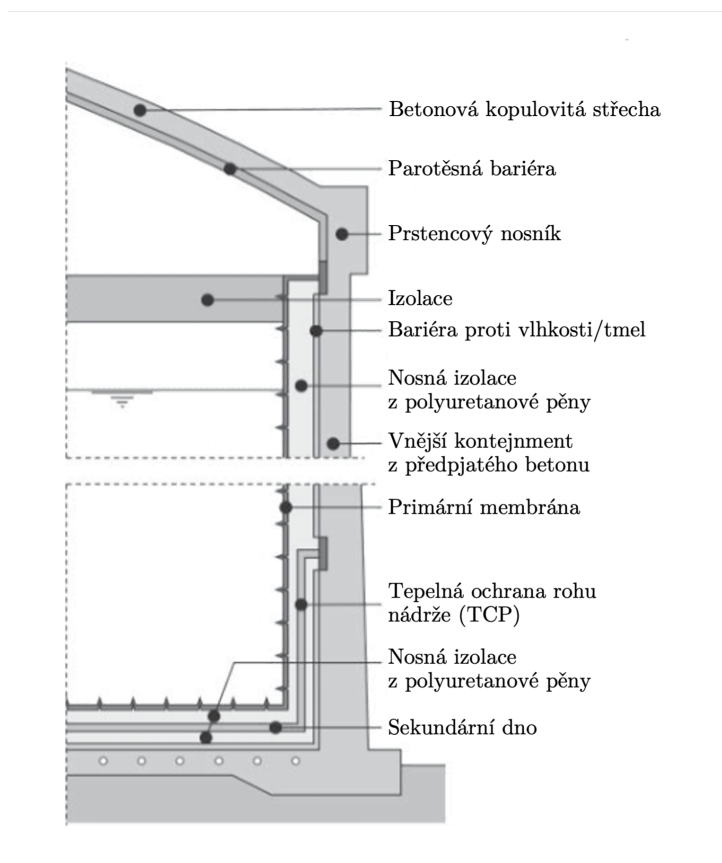 Betonová kopulovitá střecha
Parotěsná bariéra
Prstencový nosník
Izolace
Bariéra proti vlhkosti/tmel
Nosná izolace
z polyuretanové pěny
Vnější kontejnment
z předpjatého betonu
Primární membrána
Tepelná ochrana rohu
nádrže (TCP)
Nosná izolace
z polyuretanové pěny
Sekundární dno